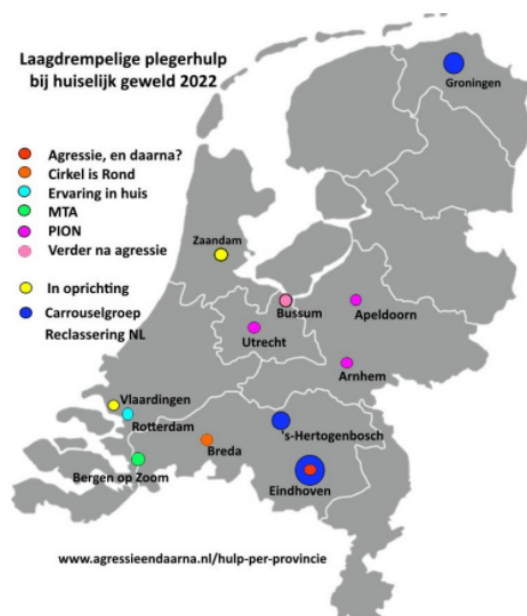 Laagdrempelige plegerhulp
bij huiselijk geweld 2022
Groningen
Agressie, en daarna?
Cirkel is Rond
Ervaring in huis
MTA
PION
Verder na agressie
In oprichting
Carrouselgroep
Reclassering NL
Zaandam
Bussum
Apeldoorn
Utrecht
Arnhem
Vlaardingen
Rotterdam
's-Hertogenbosch
Breda
Bergen op Zoom
Eindhoven
www.agressieendaarna.nl/hulp-per-provincie